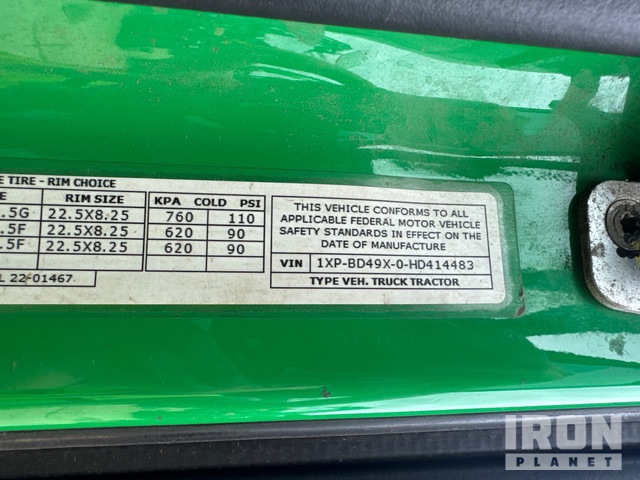 E TIRE - RIM CHOICE
E RIM SIZE KPA COLD PSI
.5G 22.5X8.25 760 110
.5F 22.5X8.25 620 90
.5F 22.5X8.25 620 90
L 22-01467
THIS VEHICLE CONFORMS TO ALL
APPLICABLE FEDERAL MOTOR VEHICLE
SAFETY STANDARDS IN EFFECT ON THE
DATE OF MANUFACTURE
VIN 1XP-BD49X-0-HD414483
TYPE VEH. TRUCK TRACTOR
IRON
PLANET